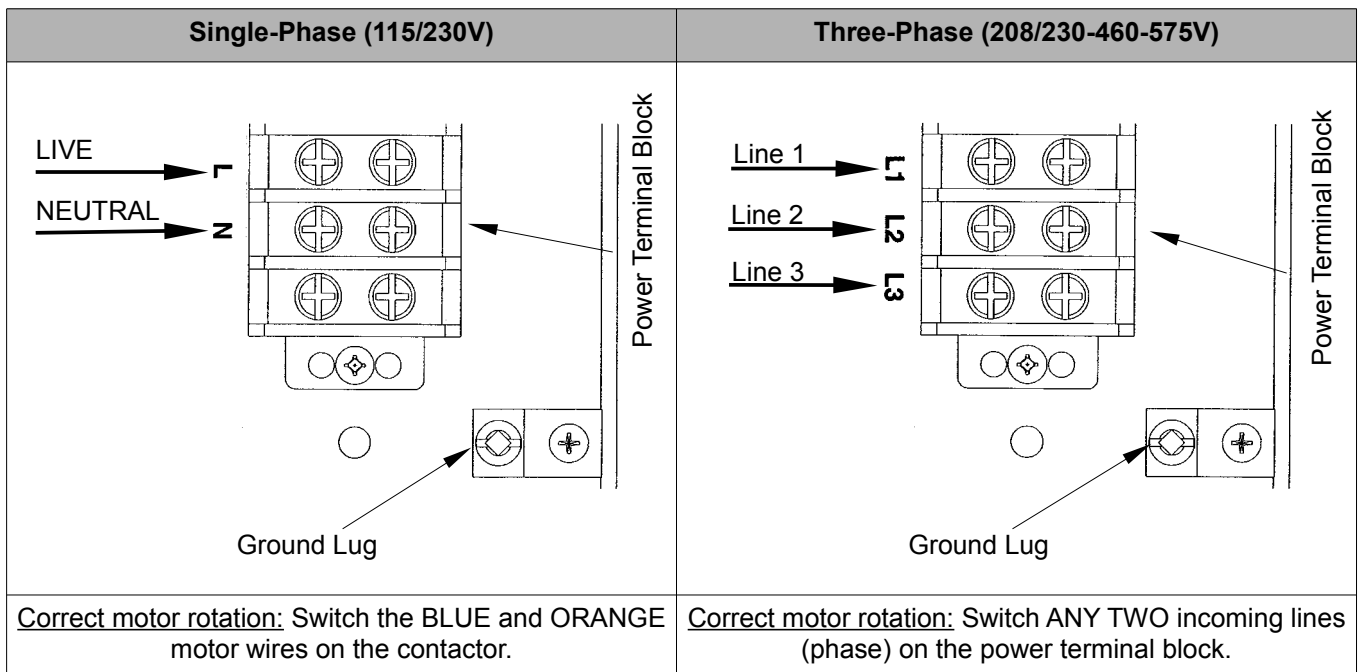 Single-Phase (115/230V)
Three-Phase (208/230-460-575V)
LIVE
L
NEUTRAL
N
Power Terminal Block
Ground Lug
Line 1
L1
Line 2
L2
Line 3
L3
Power Terminal Block
Ground Lug
Correct motor rotation: Switch the BLUE and ORANGE
motor wires on the contactor.
Correct motor rotation: Switch ANY TWO incoming lines
(phase) on the power terminal block.